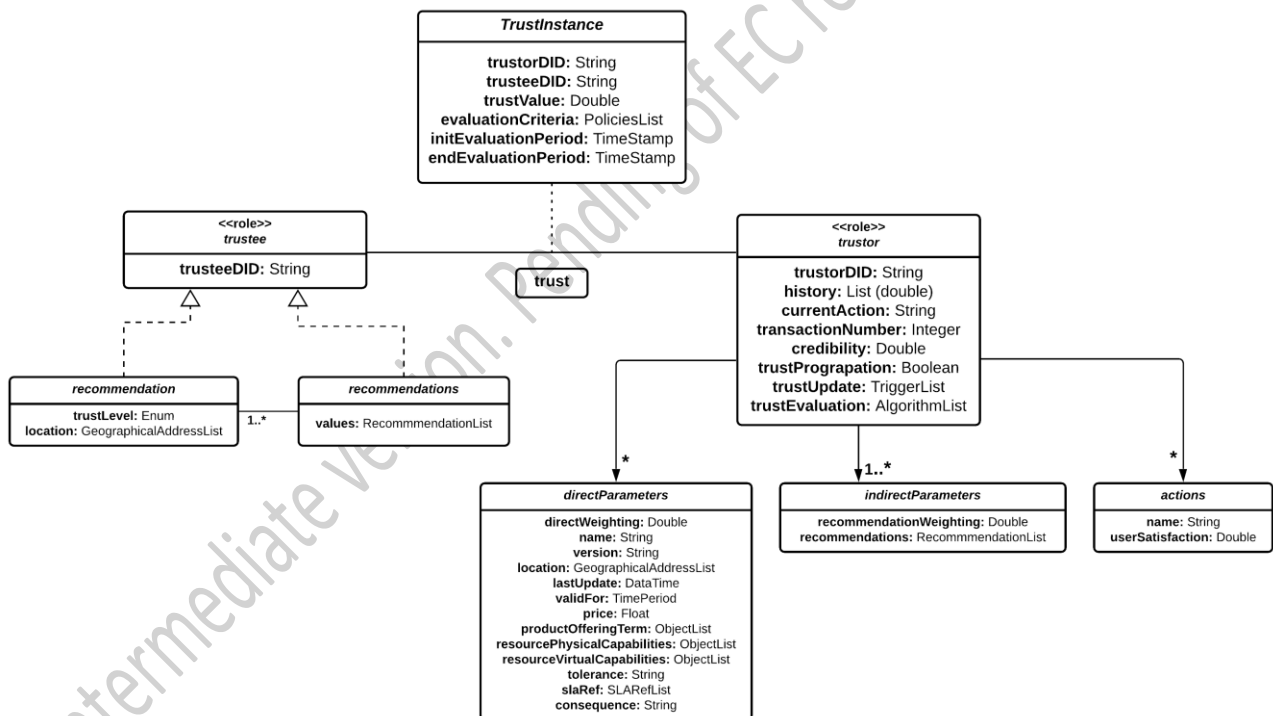 TrustInstance
trustorDID: String
trusteeDID: String
trustValue: Double
evaluationCriteria: PoliciesList
initEvaluationPeriod: TimeStamp
endEvaluationPeriod: TimeStamp
<<role>>
trustee
trusteeDID: String
trust
<<role>>
trustor
trustorDID: String
history: List (double)
currentAction: String
transactionNumber: Integer
credibility: Double
trustPrograpation: Boolean
trustUpdate: TriggerList
trustEvaluation: AlgorithmList
recommendation
trustLevel: Enum
location: GeographicalAddressList
1..*
recommendations
values: RecommmendationList
*
1..*
*
directParameters
directWeighting: Double
name: String
version: String
location: GeographicalAddressList
lastUpdate: DataTime
validFor: TimePeriod
price: Float
productOfferingTerm: ObjectList
resourcePhysicalCapabilities: ObjectList
resourceVirtualCapabilities: ObjectList
tolerance: String
slaRef: SLARefList
consequence: String
indirectParameters
recommendationWeighting: Double
recommendations: RecommmendationList
actions
name: String
userSatisfaction: Double
ntermediate version. Pending of EC